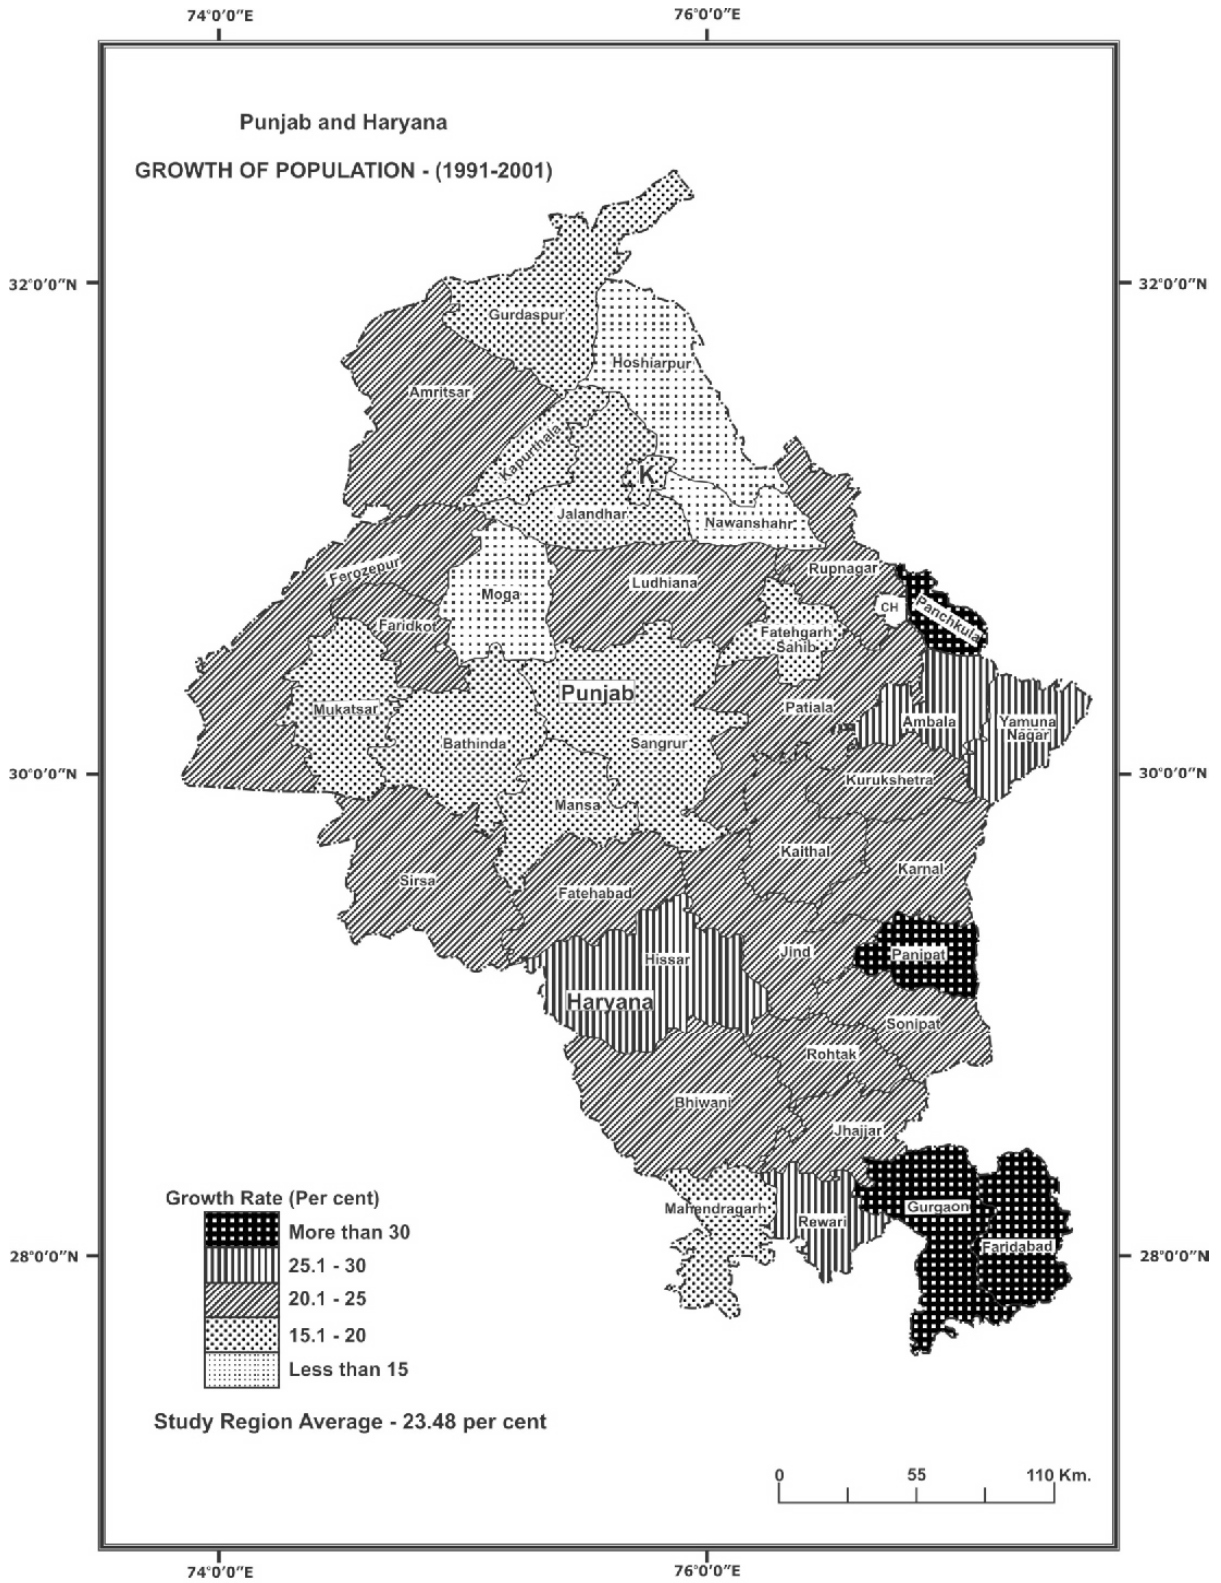 74°0'0"E 76°0'0"E
Punjab and Haryana
GROWTH OF POPULATION - (1991-2001)
32°0'0"N 32°0'0"N
Gurdaspur
Hoshiarpur
Amritsar
Kapurthala
K
Jalandhar
Nawanshahr
Ferozepur
Rupnagar
Ludhiana
Moga
CH
Panchkula
Faridkot
Fatehgarh
Sahib
Punjab
Mukatsar
Patiala
Ambala
Yamuna
Nagar
Bathinda
Sangrur
30°0'0"N 30°0'0"N
Kurukshetra
Mansa
Kaithal
Karnal
Sirsa
Fatehabad
Jind
Panipat
Hissar
Haryana
Sonipat
Rohtak
Bhiwani
Jhajjar
Mahendragarh
Rewari
Gurgaon
Faridabad
28°0'0"N 28°0'0"N
Growth Rate (Per cent)
More than 30
25.1 - 30
20.1 - 25
15.1 - 20
Less than 15
Study Region Average - 23.48 per cent
0 55 110 Km.
74°0'0"E 76°0'0"E